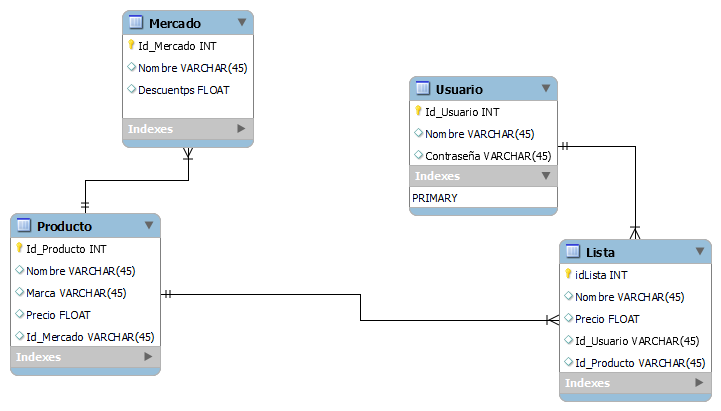 Mercado
Id_Mercado INT
Nombre VARCHAR(45)
Descuentps FLOAT
Indexes
Usuario
Id_Usuario INT
Nombre VARCHAR(45)
Contraseña VARCHAR(45)
Indexes
PRIMARY
Producto
Id_Producto INT
Nombre VARCHAR(45)
Marca VARCHAR(45)
Precio FLOAT
Id_Mercado VARCHAR(45)
Indexes
Lista
idLista INT
Nombre VARCHAR(45)
Precio FLOAT
Id_Usuario VARCHAR(45)
Id_Producto VARCHAR(45)
Indexes